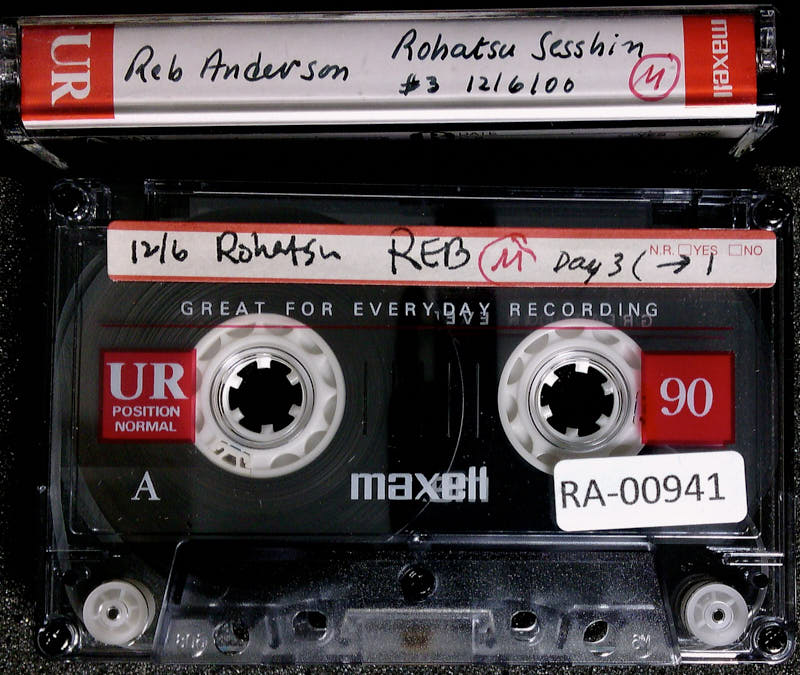 UR
Reb Anderson Rohatsu Sesshin
#3 12/6/00 M
maxell
12/6 Rohatsu REB M Day 3 ( → 1
N.R. □YES □NO
GREAT FOR EVERYDAY RECORDING
UR
POSITION
NORMAL
90
A
maxell
RA-00941